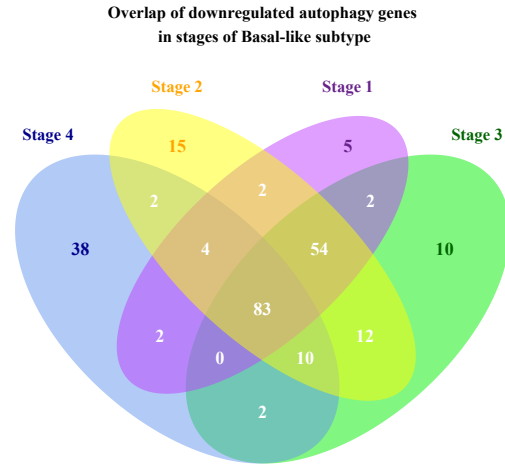 Overlap of downregulated autophagy genes
in stages of Basal-like subtype
Stage 2
Stage 1
Stage 4
Stage 3
15
5
2
2
2
38
4
54
10
83
2
12
0
10
2